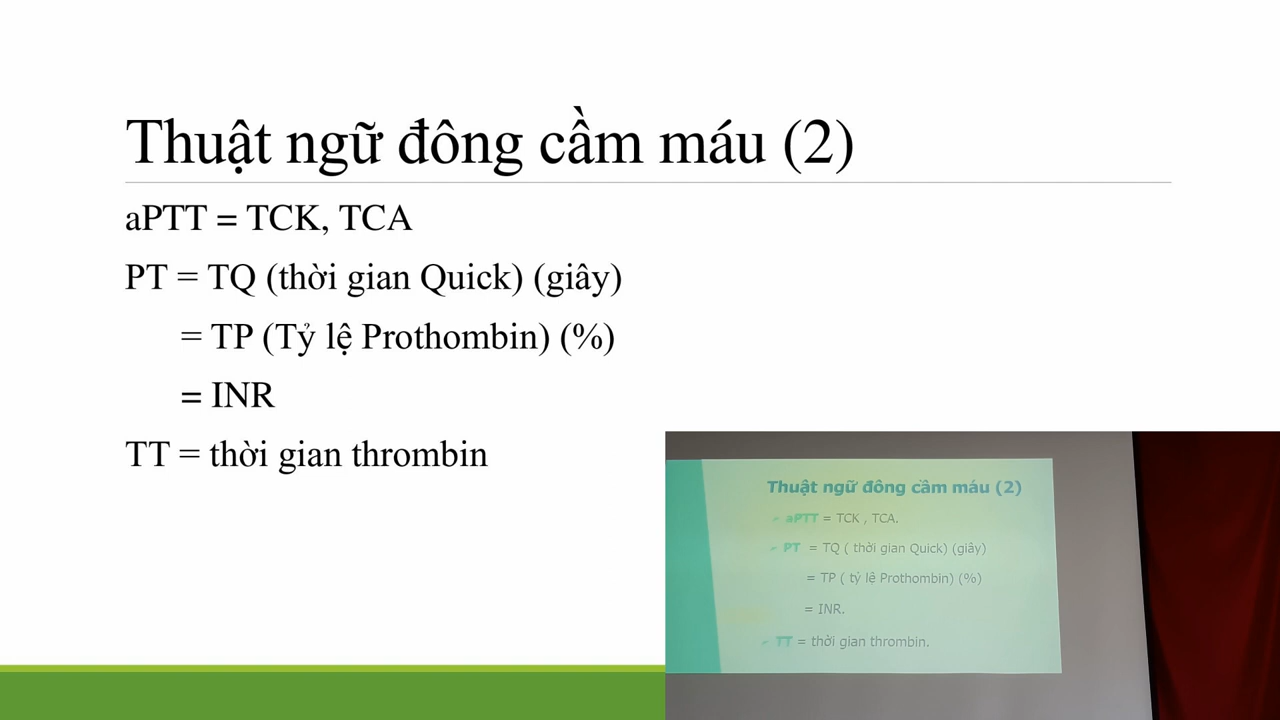 Thuật ngữ đông cầm máu (2)
aPTT = TCK, TCA
PT = TQ (thời gian Quick) (giây)
= TP (Tỷ lệ Prothombin) (%)
= INR
TT = thời gian thrombin
Thuật ngữ đông cầm máu (2)
aPTT = TCK , TCA.
PT = TQ ( thời gian Quick) (giây)
= TP ( tỷ lệ Prothombin) (%)
= INR.
TT = thời gian thrombin.